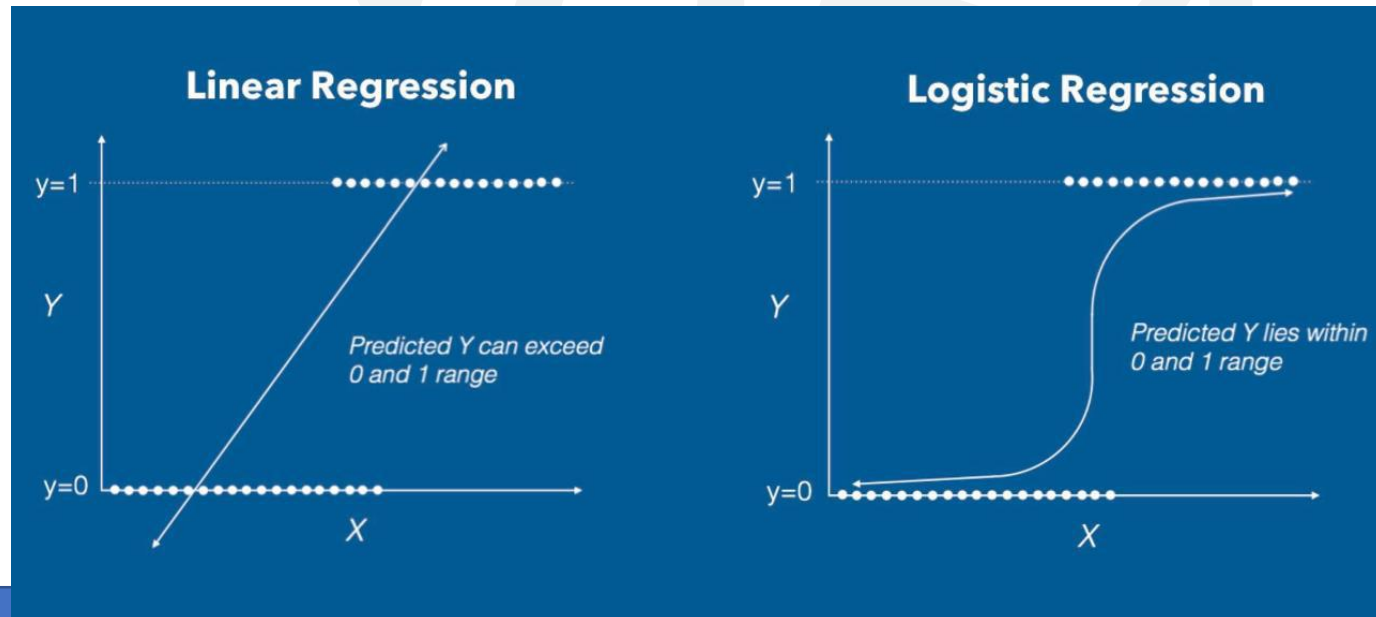 Linear Regression
y=1
Y
Predicted Y can exceed
0 and 1 range
y=0
X
Logistic Regression
y=1
Y
Predicted Y lies within
0 and 1 range
y=0
X